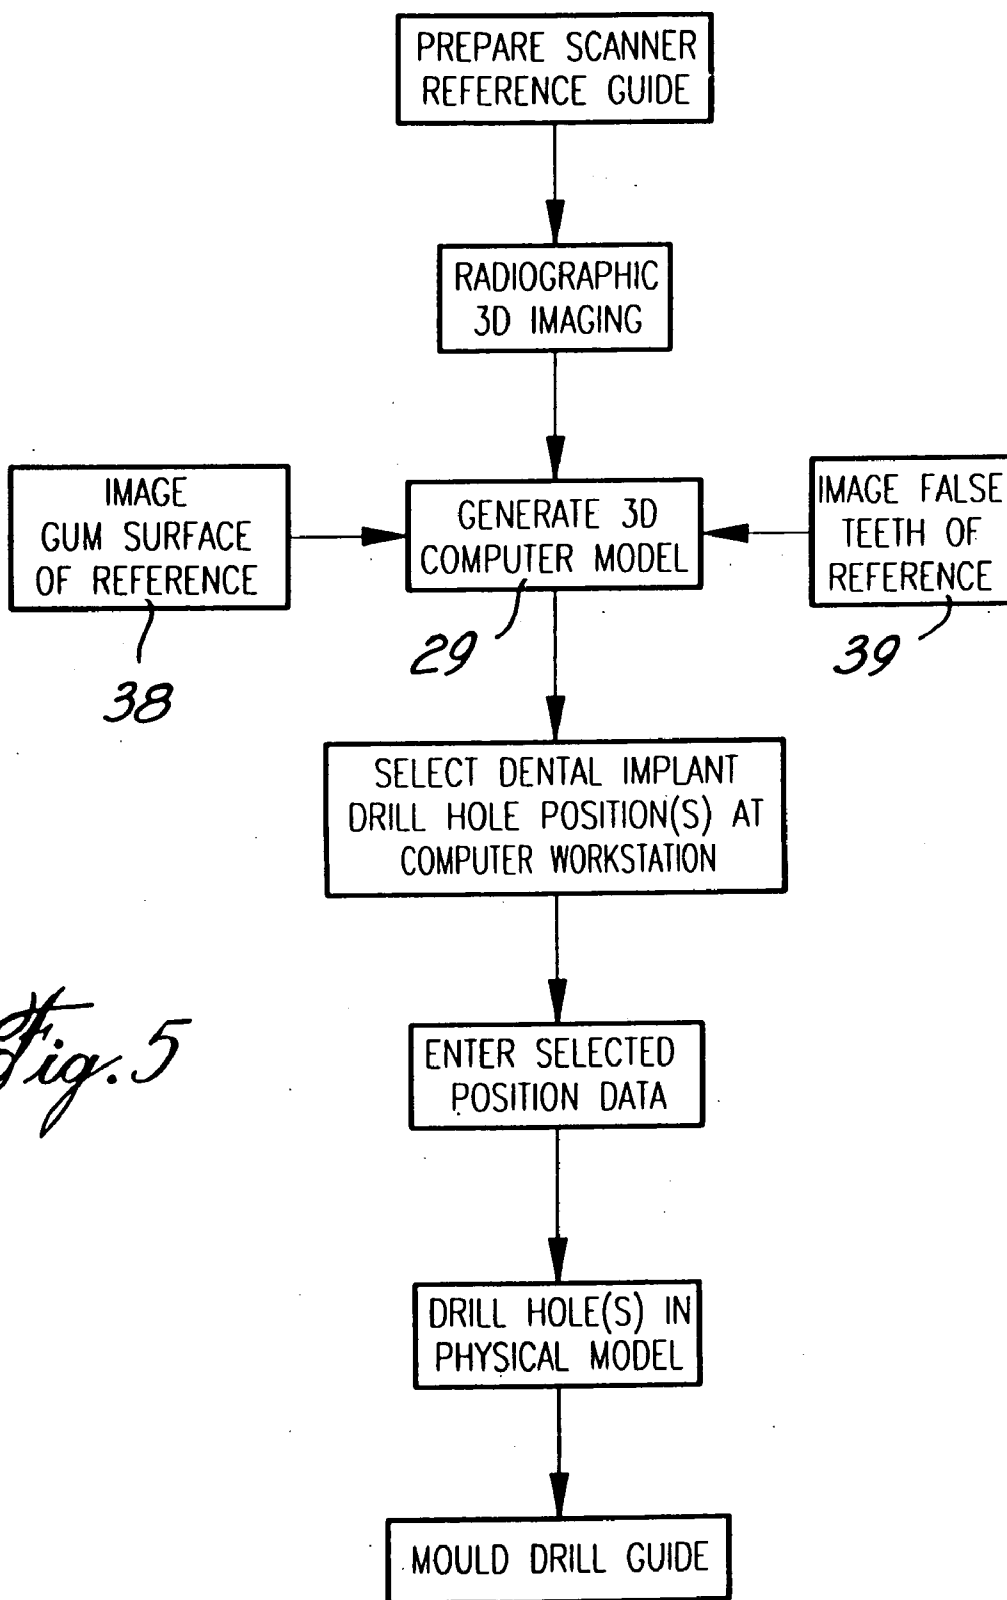 PREPARE SCANNER
REFERENCE GUIDE
RADIOGRAPHIC
3D IMAGING
IMAGE
GUM SURFACE
OF REFERENCE
38
GENERATE 3D
COMPUTER MODEL
29
IMAGE FALSE
TEETH OF
REFERENCE
39
SELECT DENTAL IMPLANT
DRILL HOLE POSITION(S) AT
COMPUTER WORKSTATION
Fig. 5
ENTER SELECTED
POSITION DATA
DRILL HOLE(S) IN
PHYSICAL MODEL
MOULD DRILL GUIDE